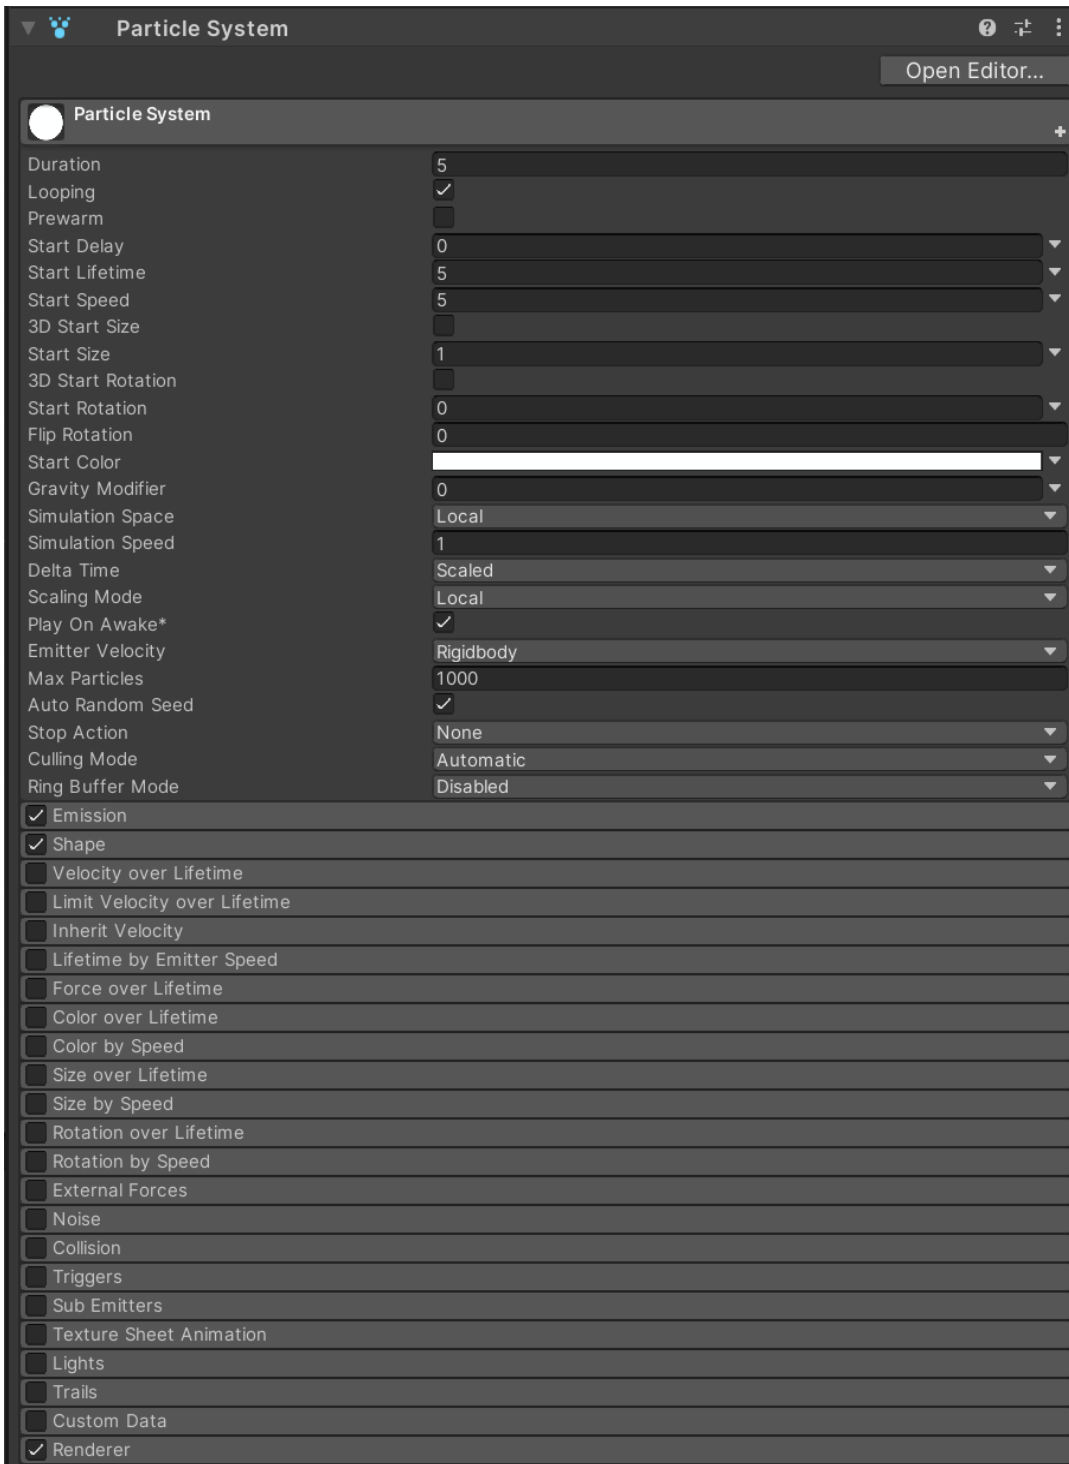 Particle System
Open Editor...
Particle System
Duration 5
Looping
Prewarm
Start Delay 0
Start Lifetime 5
Start Speed 5
3D Start Size
Start Size 1
3D Start Rotation
Start Rotation 0
Flip Rotation 0
Start Color
Gravity Modifier 0
Simulation Space Local
Simulation Speed 1
Delta Time Scaled
Scaling Mode Local
Play On Awake*
Emitter Velocity Rigidbody
Max Particles 1000
Auto Random Seed
Stop Action None
Culling Mode Automatic
Ring Buffer Mode Disabled
Emission
Shape
Velocity over Lifetime
Limit Velocity over Lifetime
Inherit Velocity
Lifetime by Emitter Speed
Force over Lifetime
Color over Lifetime
Color by Speed
Size over Lifetime
Size by Speed
Rotation over Lifetime
Rotation by Speed
External Forces
Noise
Collision
Triggers
Sub Emitters
Texture Sheet Animation
Lights
Trails
Custom Data
Renderer